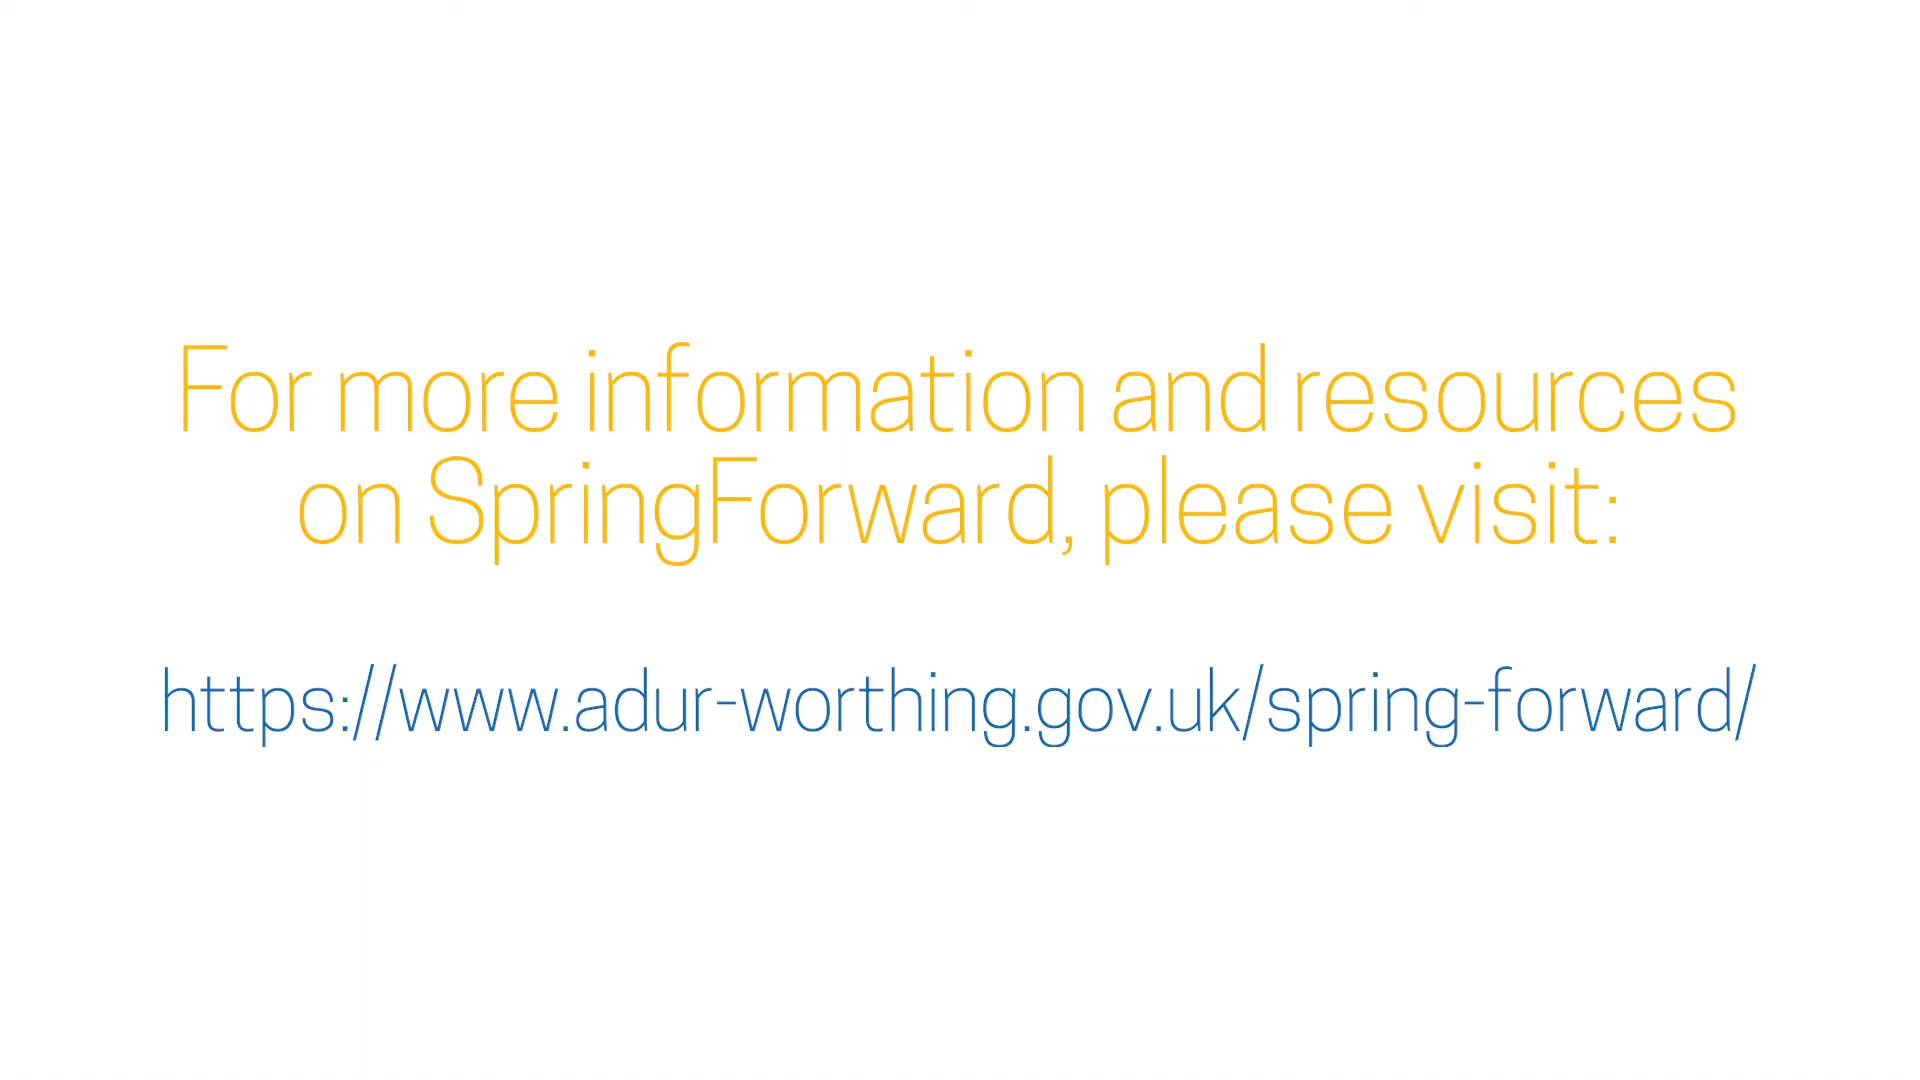 For more information and resources
on SpringForward, please visit:
https://www.adur-worthing.gov.uk/spring-forward/